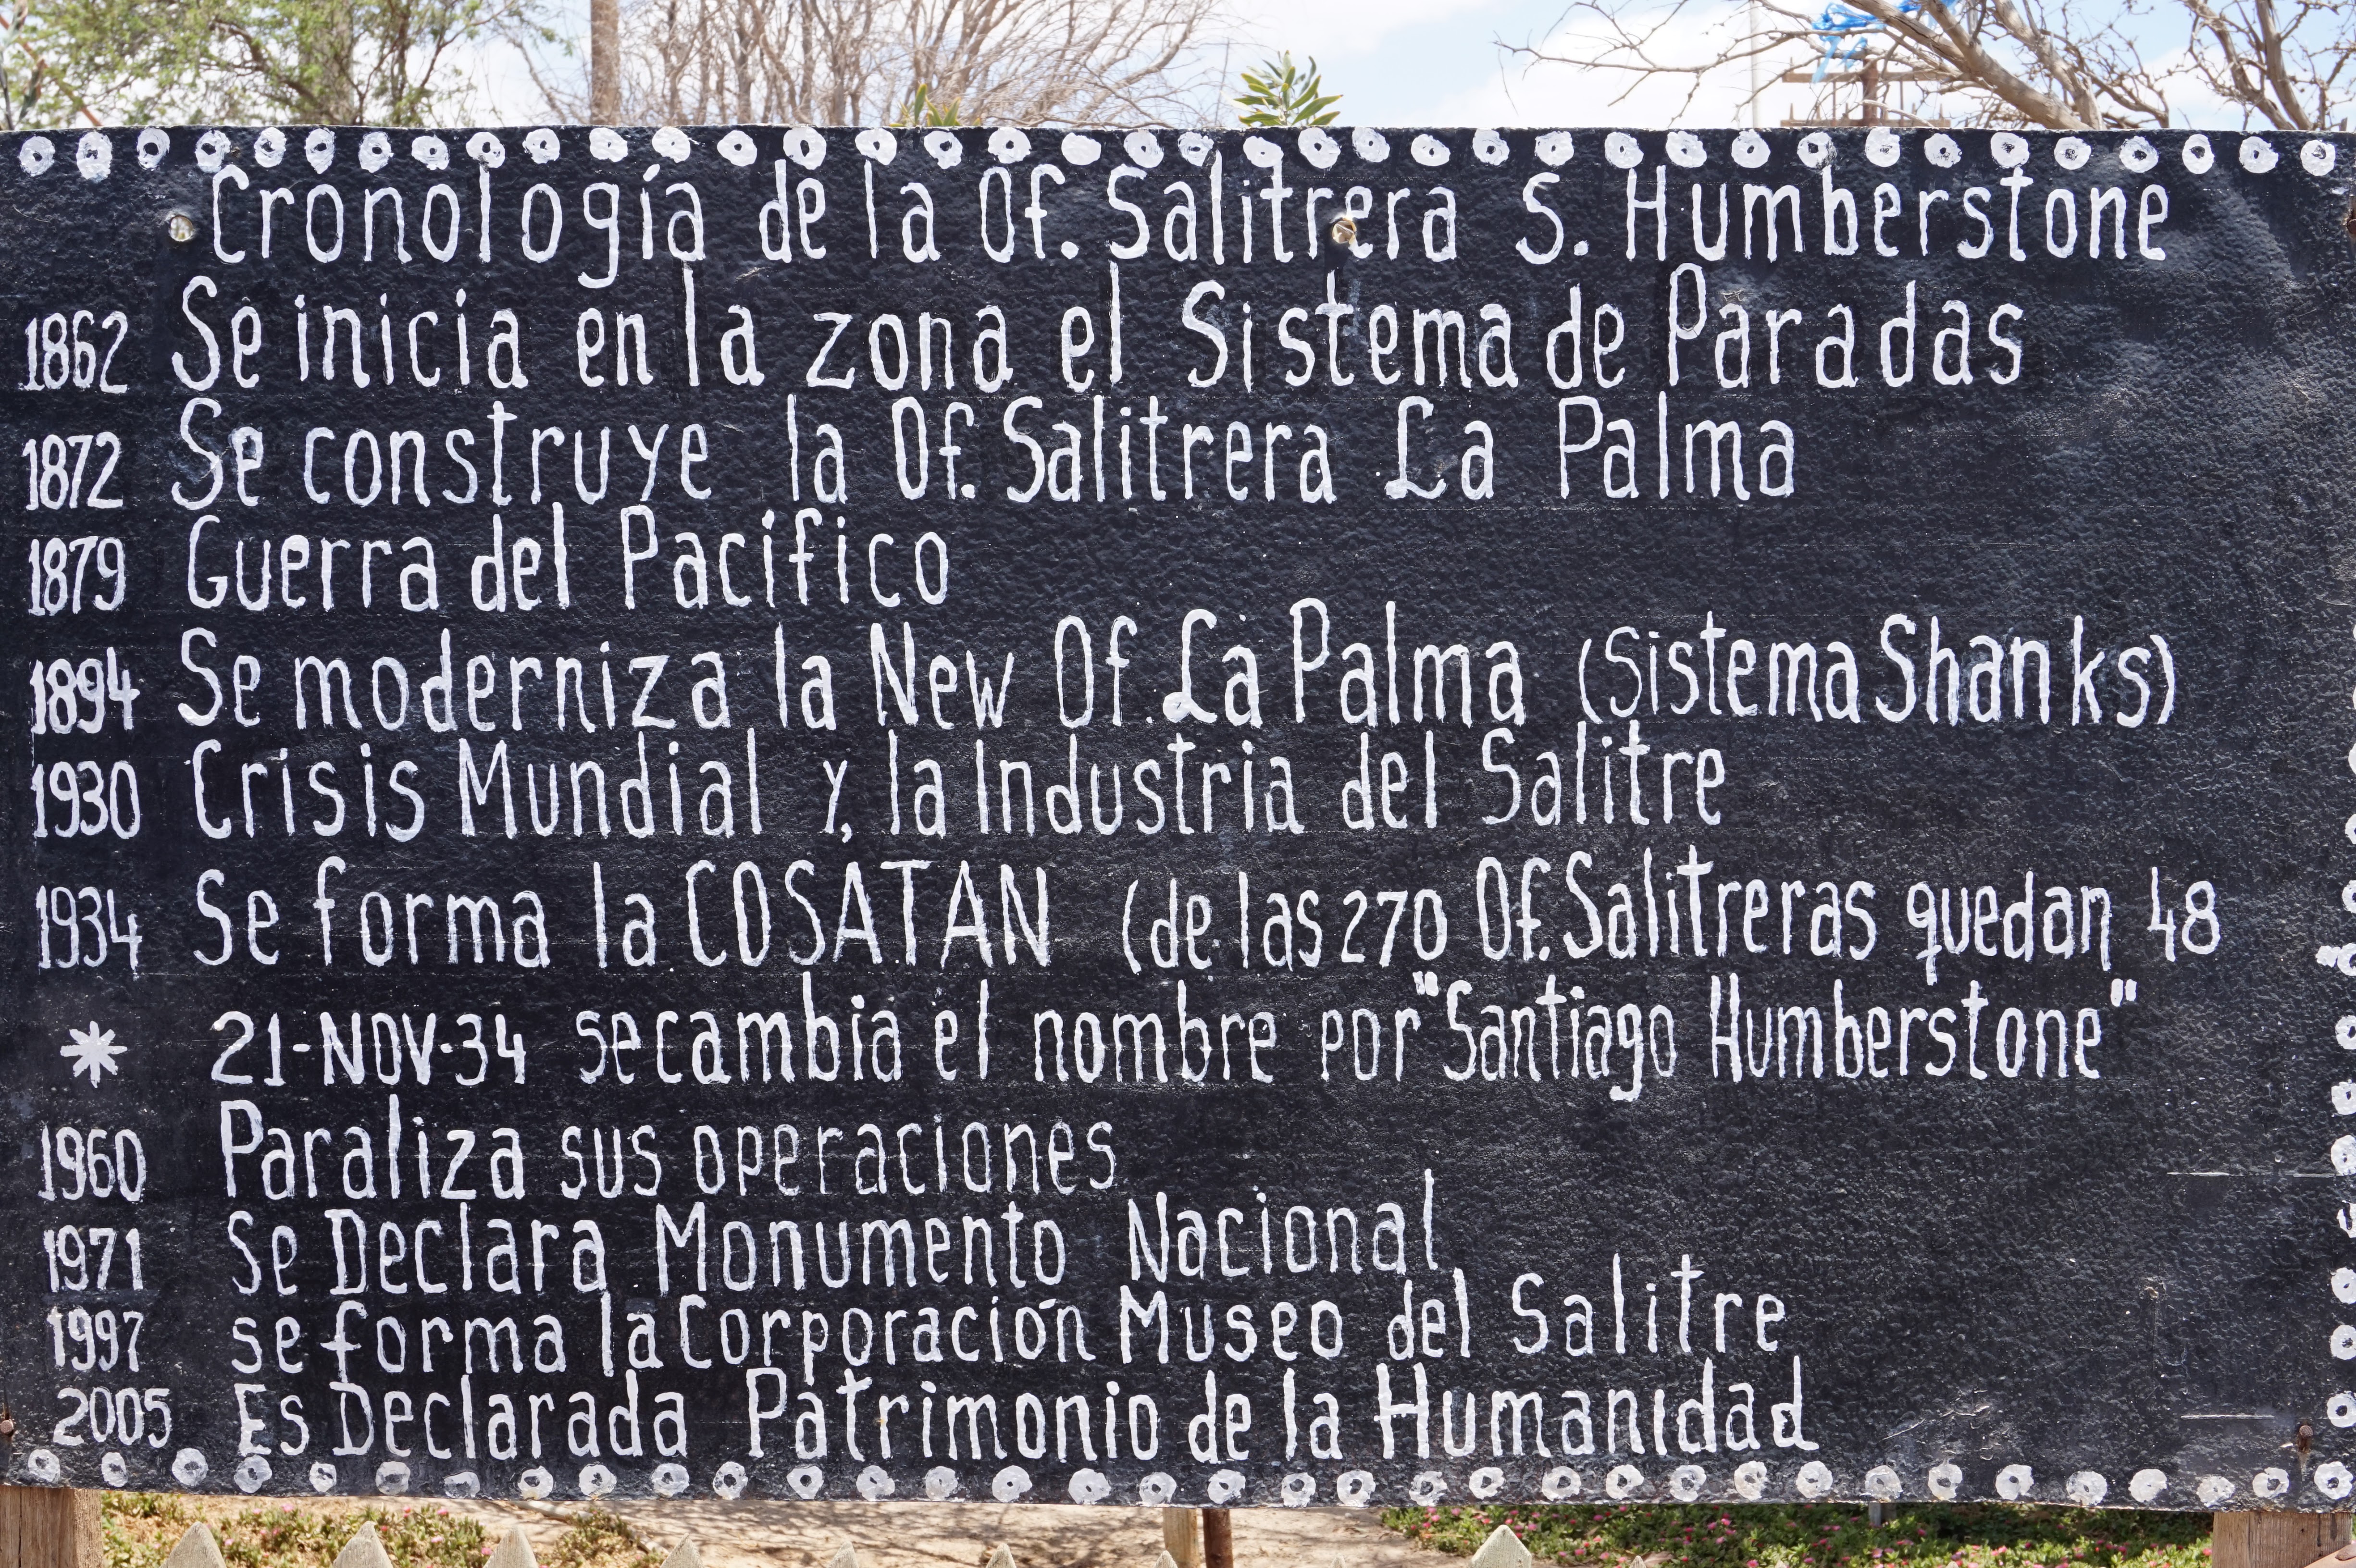 Cronología de la Of. Salitrera S. Humberstone
1862 Se inicia en la zona el Sistema de Paradas
1872 Se construye la Of. Salitrera La Palma
1879 Guerra del Pacífico
1894 Se moderniza la New Of. La Palma (Sistema Shanks)
1930 Crisis Mundial y, la Industria del Salitre
1934 Se forma la COSATAN (de las 270 Of. Salitreras quedan 48
* 21-NOV-34 se cambia el nombre por "Santiago Humberstone"
1960 Paraliza sus operaciones
1971 Se Declara Monumento Nacional
1997 se forma la Corporación Museo del Salitre
2005 Es Declarada Patrimonio de la Humanidad